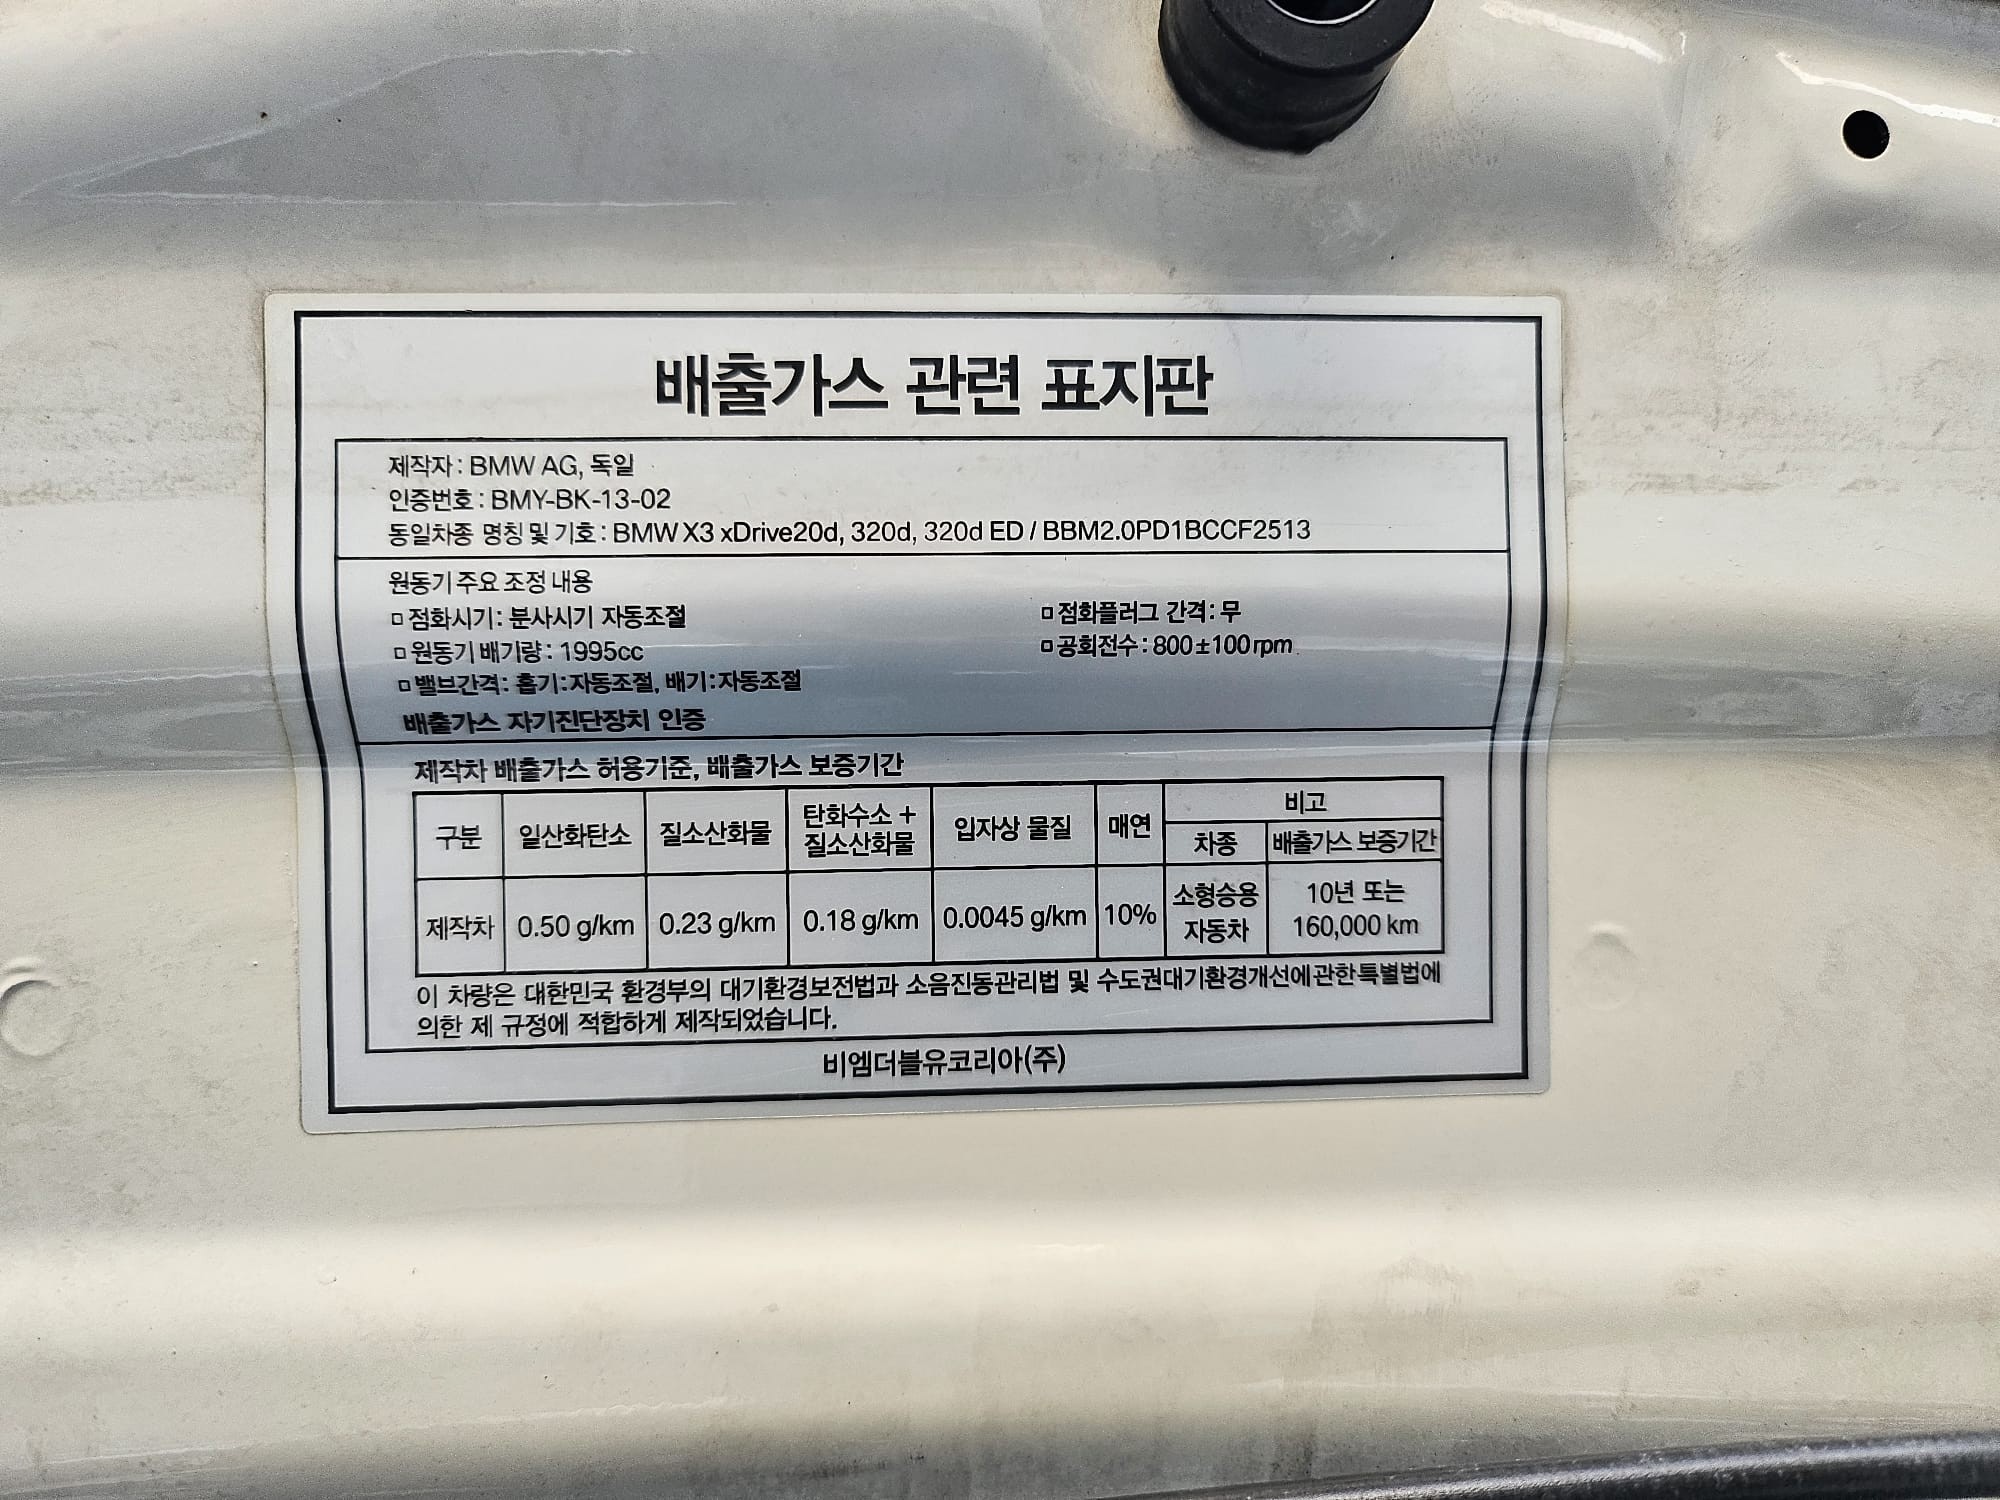 배출가스 관련 표지판
제작자 : BMW AG, 독일
인증번호 : BMY-BK-13-02
동일차종 명칭 및 기호 : BMW X3 xDrive20d, 320d, 320d ED / BBM2.0PD1BCCF2513
원동기 주요 조정 내용
□ 점화시기 : 분사시기 자동조절 □ 점화플러그 간격 : 무
□ 원동기 배기량 : 1995cc □ 공회전수 : 800±100rpm
□ 밸브간격 : 흡기 : 자동조절, 배기 : 자동조절
배출가스 자기진단장치 인증
제작차 배출가스 허용기준, 배출가스 보증기간
구분 일산화탄소 질소산화물 탄화수소 + 질소산화물 입자상 물질 매연 비고
차종 배출가스 보증기간
제작차 0.50 g/km 0.23 g/km 0.18 g/km 0.0045 g/km 10% 소형승용 자동차 10년 또는 160,000 km
이 차량은 대한민국 환경부의 대기환경보전법과 소음진동관리법 및 수도권대기환경개선에관한특별법에
의한 제 규정에 적합하게 제작되었습니다.
비엠더블유코리아(주)